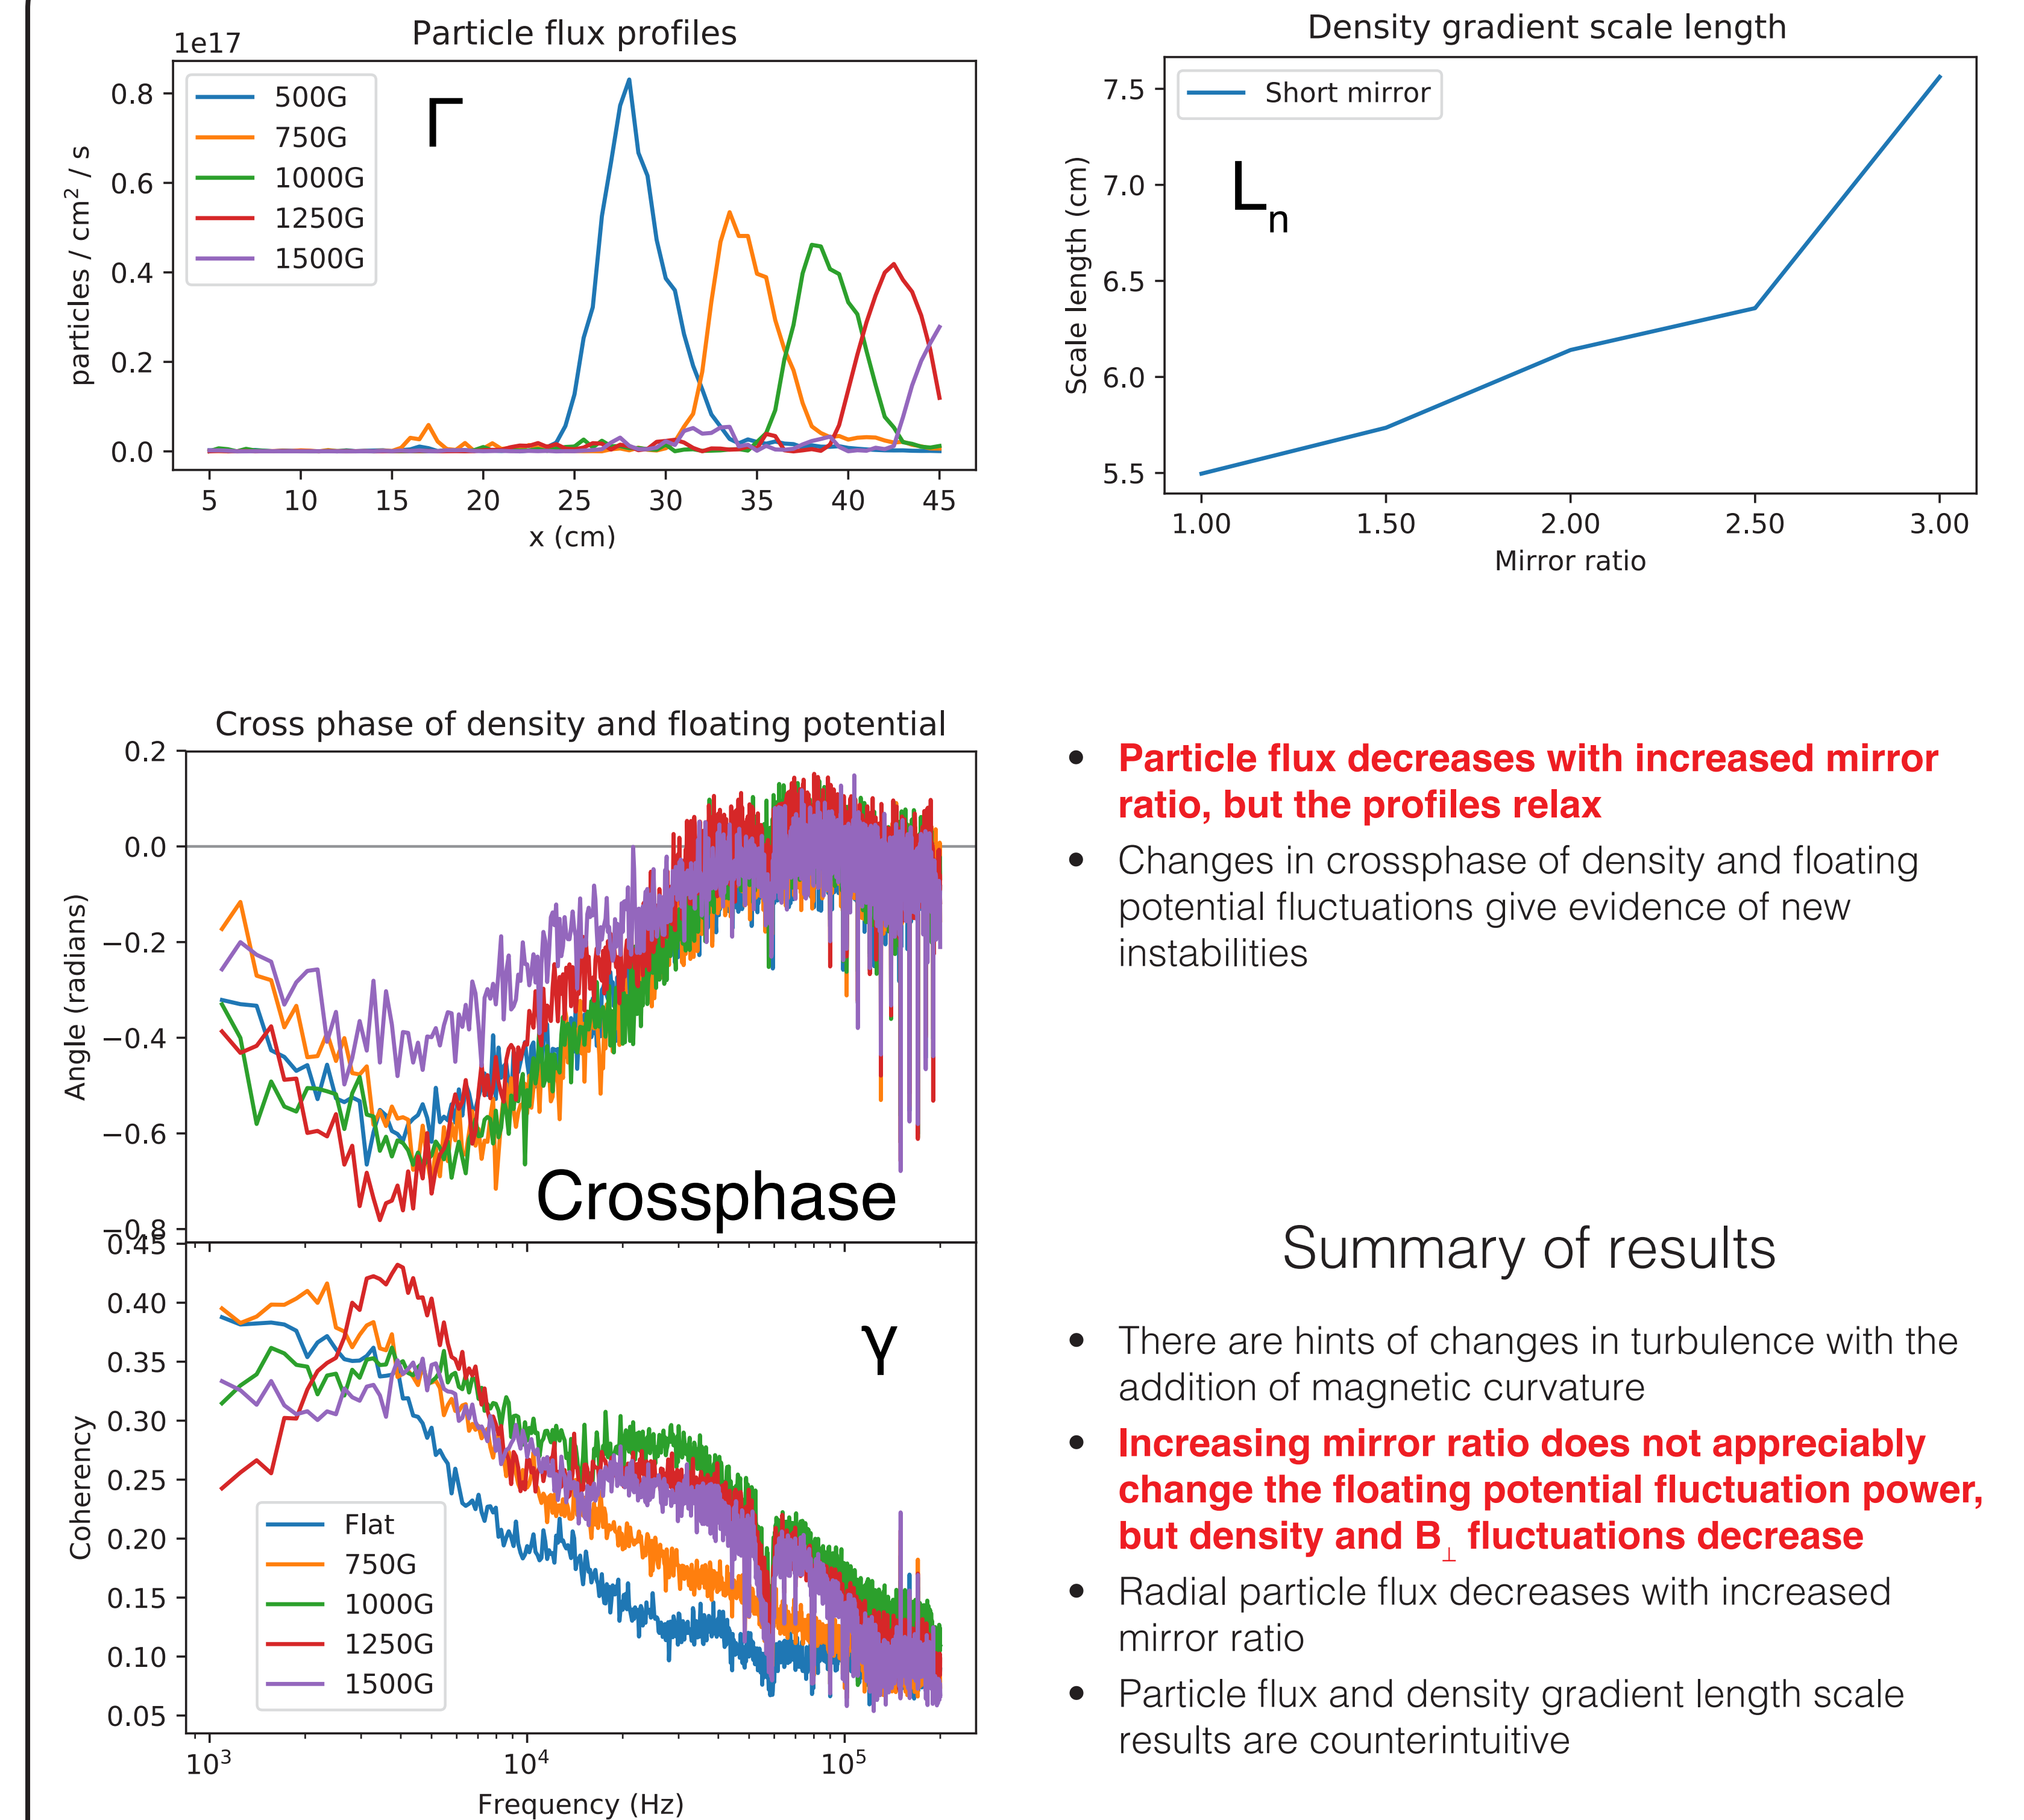 Particle flux profiles
1e17
0.8
0.6
0.4
0.2
0.0
particles / cm² / s
500G
750G
1000G
1250G
1500G
Γ
5 10 15 20 25 30 35 40 45
x (cm)
Density gradient scale length
7.5
7.0
6.5
6.0
5.5
Scale length (cm)
Short mirror
Lₙ
1.00 1.50 2.00 2.50 3.00
Mirror ratio
Cross phase of density and floating potential
0.2
0.0
−0.2
−0.4
−0.6
−0.8
Angle (radians)
Crossphase
0.45
0.40
0.35
0.30
0.25
0.20
0.15
0.10
0.05
Coherency
γ
Flat
750G
1000G
1250G
1500G
10³ 10⁴ 10⁵
Frequency (Hz)
• Particle flux decreases with increased mirror
ratio, but the profiles relax
• Changes in crossphase of density and floating
potential fluctuations give evidence of new
instabilities
Summary of results
• There are hints of changes in turbulence with the
addition of magnetic curvature
• Increasing mirror ratio does not appreciably
change the floating potential fluctuation power,
but density and B⊥ fluctuations decrease
• Radial particle flux decreases with increased
mirror ratio
• Particle flux and density gradient length scale
results are counterintuitive